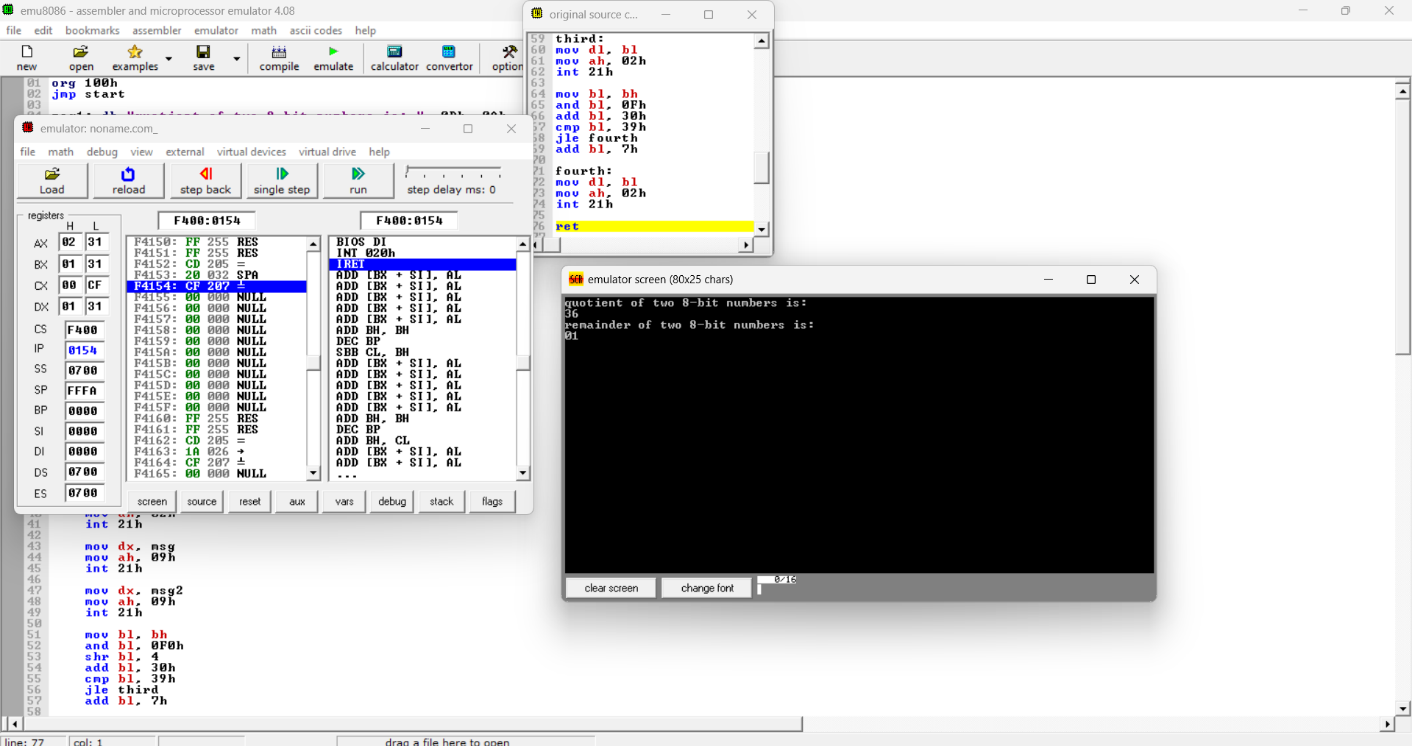 emu8086 - assembler and microprocessor emulator 4.08
file edit bookmarks assembler emulator math ascii codes help
new open examples save compile emulate calculator convertor option
01 org 100h
02 jmp start
03
emulator: noname.com_
file math debug view external virtual devices virtual drive help
Load reload step back single step run step delay ms: 0
registers
H L
AX 02 31
BX 01 31
CX 00 CF
DX 01 31
CS F400
IP 0154
SS 0700
SP FFFA
BP 0000
SI 0000
DI 0000
DS 0700
ES 0700
F400:0154
F4150: FF 255 RES
F4151: FF 255 RES
F4152: CD 205 =
F4153: 20 032 SPA
F4154: CF 207 ╧
F4155: 00 000 NULL
F4156: 00 000 NULL
F4157: 00 000 NULL
F4158: 00 000 NULL
F4159: 00 000 NULL
F415A: 00 000 NULL
F415B: 00 000 NULL
F415C: 00 000 NULL
F415D: 00 000 NULL
F415E: 00 000 NULL
F415F: 00 000 NULL
F4160: FF 255 RES
F4161: FF 255 RES
F4162: CD 205 =
F4163: 1A 026 →
F4164: CF 207 ╧
F4165: 00 000 NULL
F400:0154
BIOS DI
INT 020h
IRET
ADD [BX + SI], AL
ADD [BX + SI], AL
ADD [BX + SI], AL
ADD [BX + SI], AL
ADD [BX + SI], AL
ADD BH, BH
DEC BP
SBB CL, BH
ADD [BX + SI], AL
ADD [BX + SI], AL
ADD [BX + SI], AL
ADD [BX + SI], AL
ADD [BX + SI], AL
ADD BH, BH
DEC BP
ADD BH, CL
ADD [BX + SI], AL
ADD [BX + SI], AL
...
screen source reset aux vars debug stack flags
41 int 21h
42
43 mov dx, msg
44 mov ah, 09h
45 int 21h
46
47 mov dx, msg2
48 mov ah, 09h
49 int 21h
50
51 mov bl, bh
52 and bl, 0F0h
53 shr bl, 4
54 add bl, 30h
55 cmp bl, 39h
56 jle third
57 add bl, 7h
58
line: 77 col: 1 drag a file here to open
original source c...
59 third:
60 mov dl, bl
61 mov ah, 02h
62 int 21h
63
64 mov bl, bh
65 and bl, 0Fh
66 add bl, 30h
67 cmp bl, 39h
68 jle fourth
69 add bl, 7h
70
71 fourth:
72 mov dl, bl
73 mov ah, 02h
74 int 21h
75
76 ret
emulator screen (80x25 chars)
quotient of two 8-bit numbers is:
36
remainder of two 8-bit numbers is:
01
clear screen change font 0/16